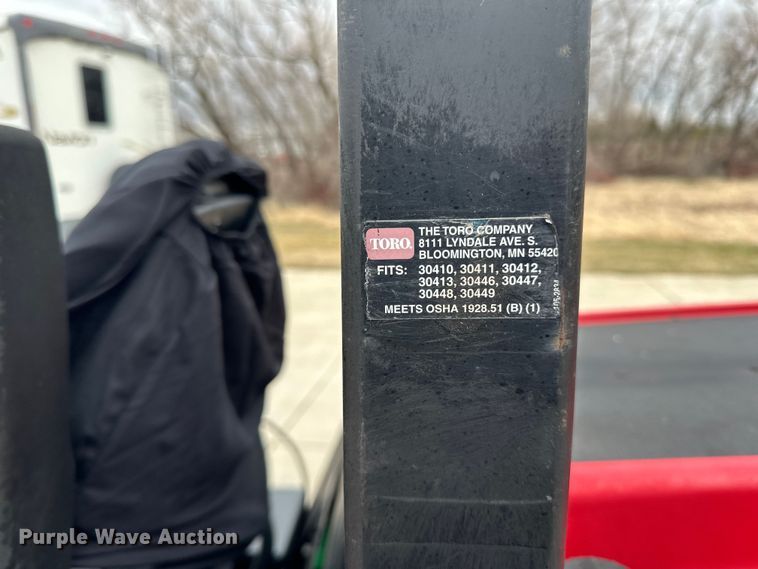 TORO.
THE TORO COMPANY
8111 LYNDALE AVE. S.
BLOOMINGTON, MN 55420
FITS: 30410, 30411, 30412,
30413, 30446, 30447,
30448, 30449
MEETS OSHA 1928.51 (B) (1)
Purple Wave Auction